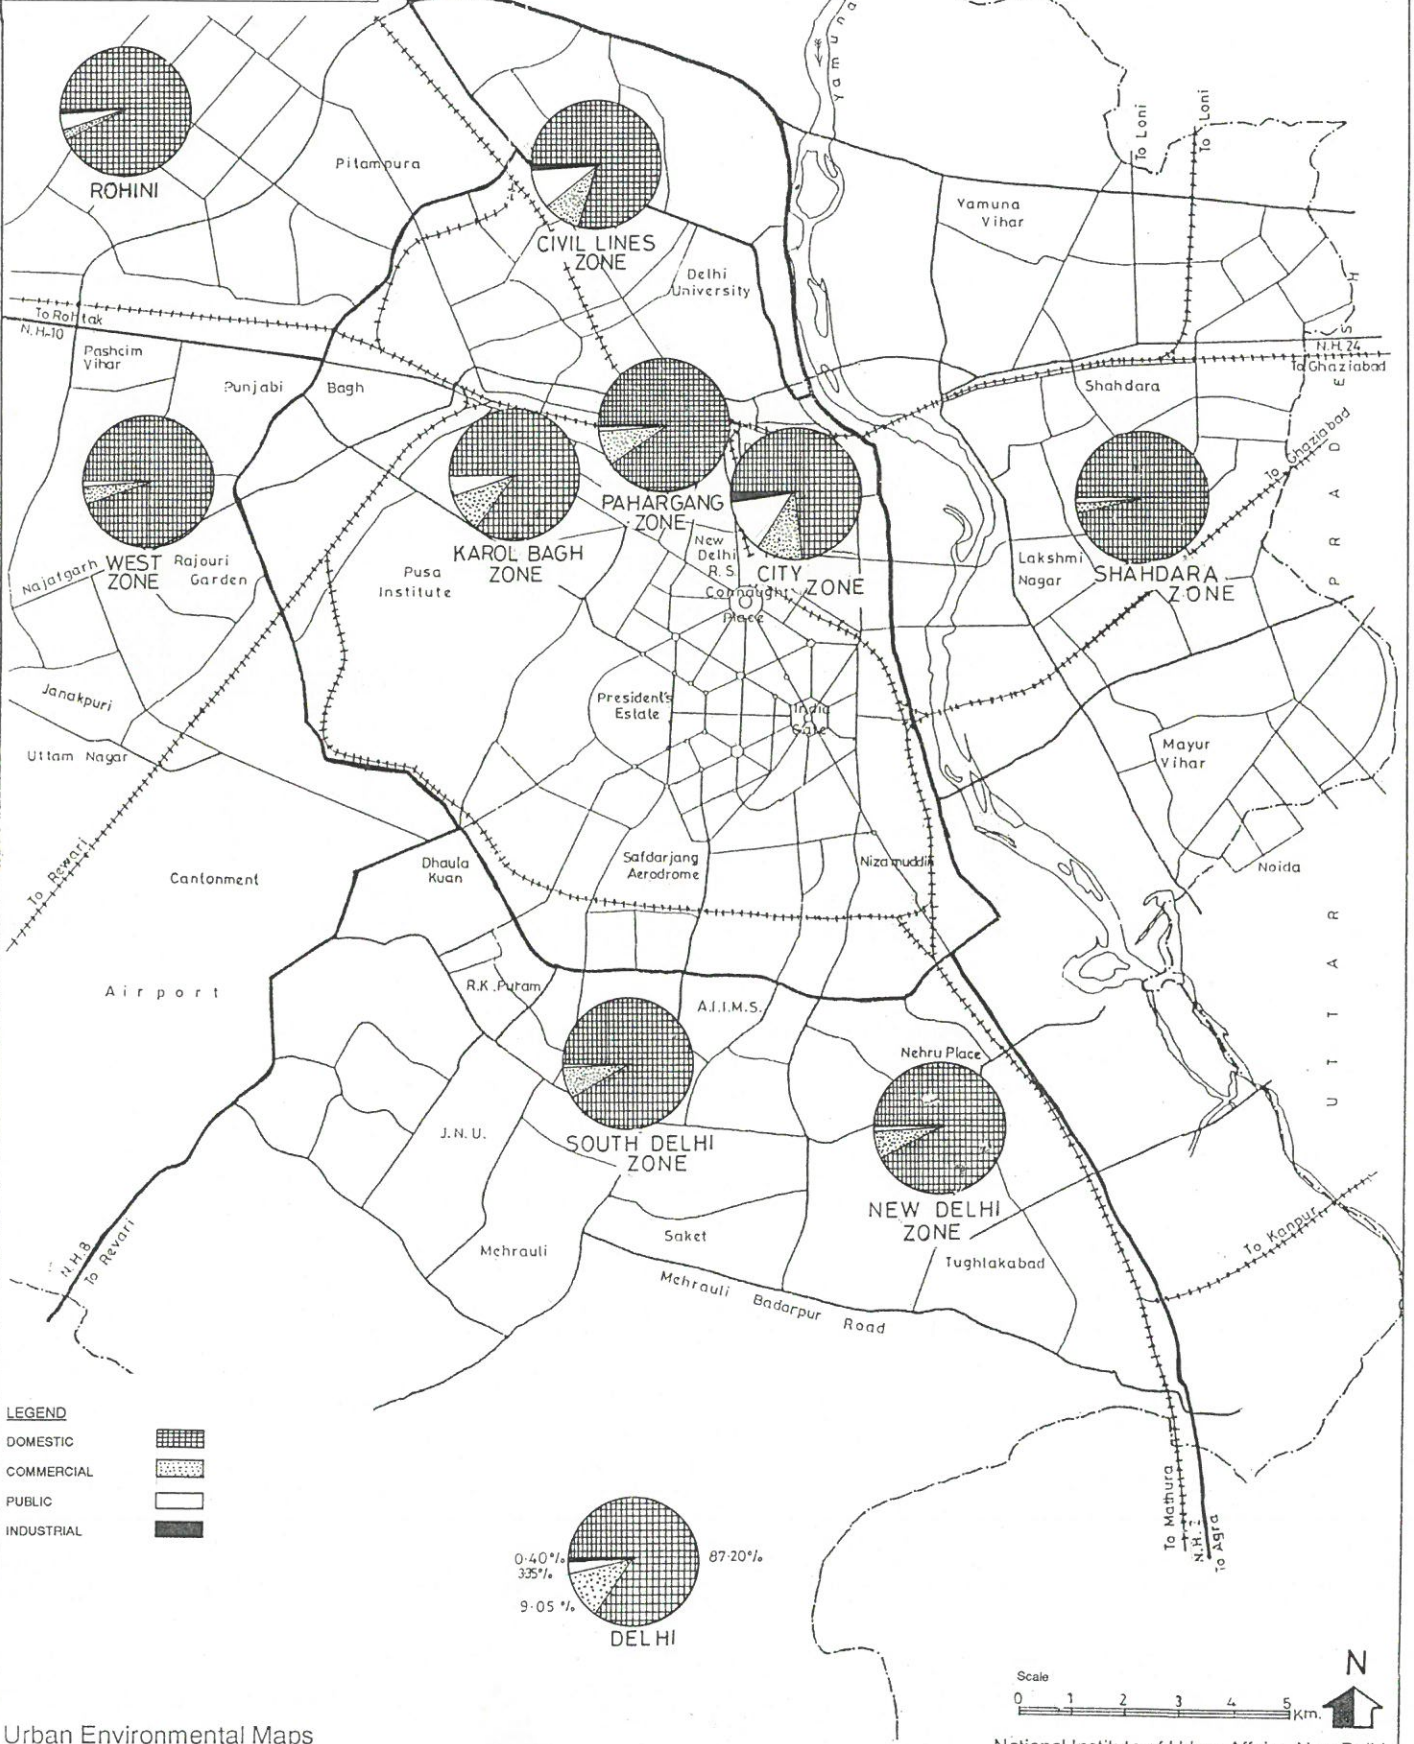 Yamuna
ROHINI
Pitampura
CIVIL LINES
ZONE
Delhi
University
To Loni
To Loni
Yamuna
Vihar
To Rohtak
N.H-10
Pashcim
Vihar
Punjabi Bagh
N.H.24
To Ghaziabad
Shahdara
To Ghaziabad
UTTAR PRADESH
PAHARGANG
ZONE
KAROL BAGH
ZONE
New
Delhi
R.S.
CITY
ZONE
Connaught
Place
Lakshmi
Nagar
SHAHDARA
ZONE
WEST
ZONE
Najafgarh
Rajouri
Garden
Pusa
Institute
Janakpuri
Uttam Nagar
President's
Estate
India
Gate
Mayur
Vihar
Noida
To Rewari
Cantonment
Dhaula
Kuan
Safdarjang
Aerodrome
Nizamuddin
Airport
R.K.Puram
A.I.I.M.S.
Nehru Place
J.N.U.
SOUTH DELHI
ZONE
NEW DELHI
ZONE
N.H.8
To Revari
Mehrauli
Saket
Tughlakabad
To Kanpur
Mehrauli Badarpur Road
To Mathura
N.H.2
To Agra
LEGEND
DOMESTIC
COMMERCIAL
PUBLIC
INDUSTRIAL
0.40%
335%
9.05 %
87.20%
DELHI
Scale
0 1 2 3 4 5 Km.
N
Urban Environmental Maps